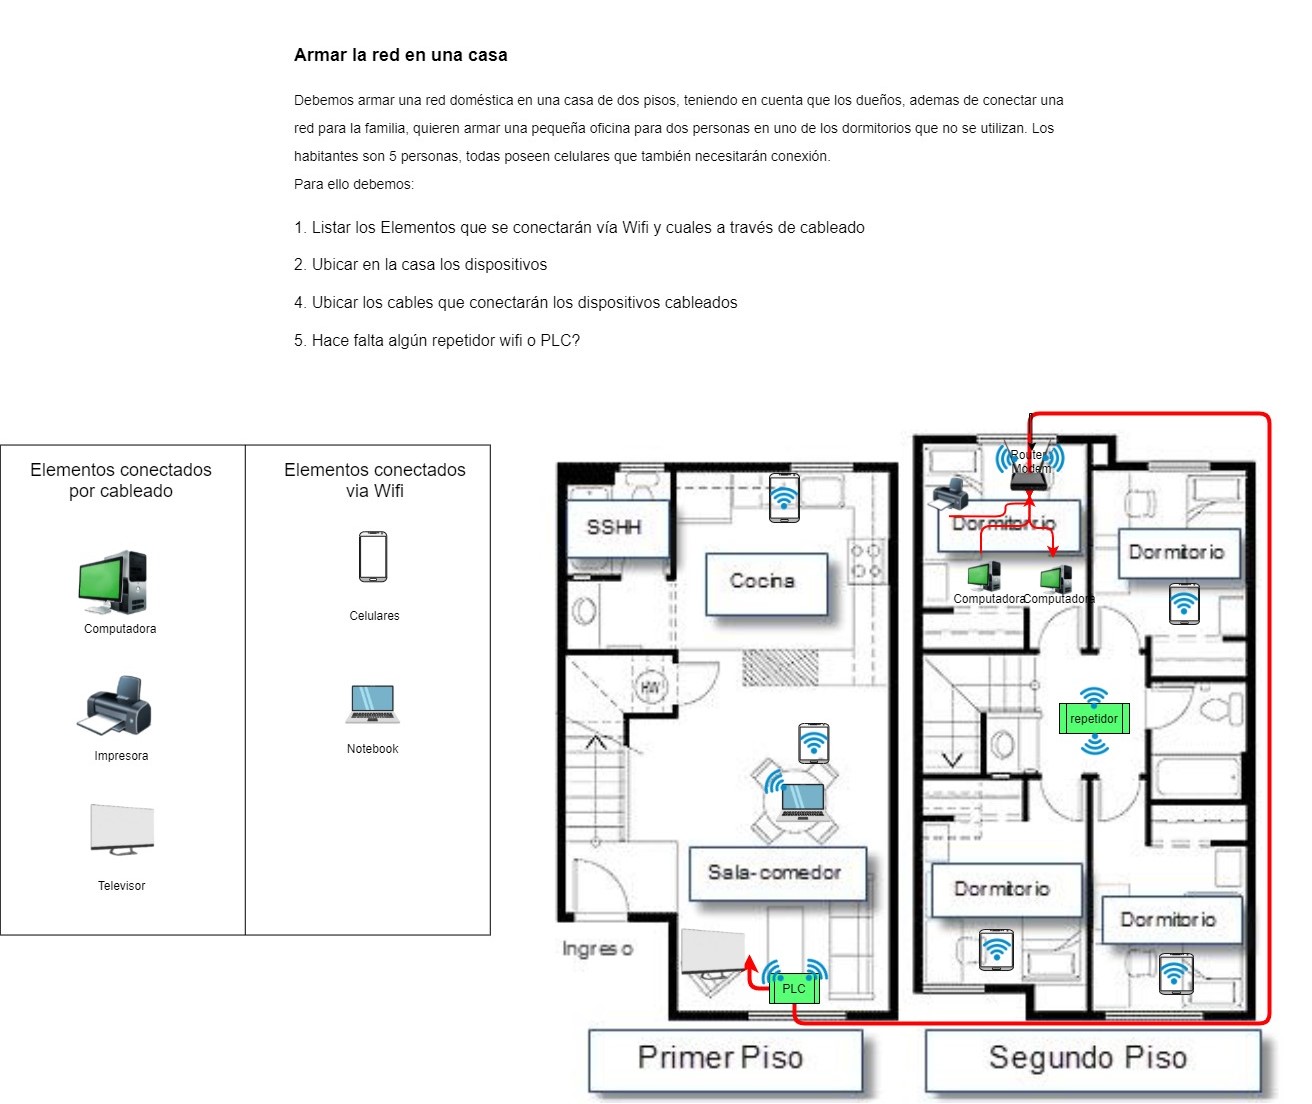 Armar la red en una casa
Debemos armar una red doméstica en una casa de dos pisos, teniendo en cuenta que los dueños, ademas de conectar una
red para la familia, quieren armar una pequeña oficina para dos personas en uno de los dormitorios que no se utilizan. Los
habitantes son 5 personas, todas poseen celulares que también necesitarán conexión.
Para ello debemos:
1. Listar los Elementos que se conectarán vía Wifi y cuales a través de cableado
2. Ubicar en la casa los dispositivos
4. Ubicar los cables que conectarán los dispositivos cableados
5. Hace falta algún repetidor wifi o PLC?
Elementos conectados
por cableado
Computadora
Impresora
Televisor
Elementos conectados
via Wifi
Celulares
Notebook
SSHH
Cocina
HW
Sala-comedor
Ingreso
PLC
Primer Piso
Router
Modem
Dormitorio
Computadora
Computadora
Dormitorio
repetidor
Dormitorio
Dormitorio
Segundo Piso